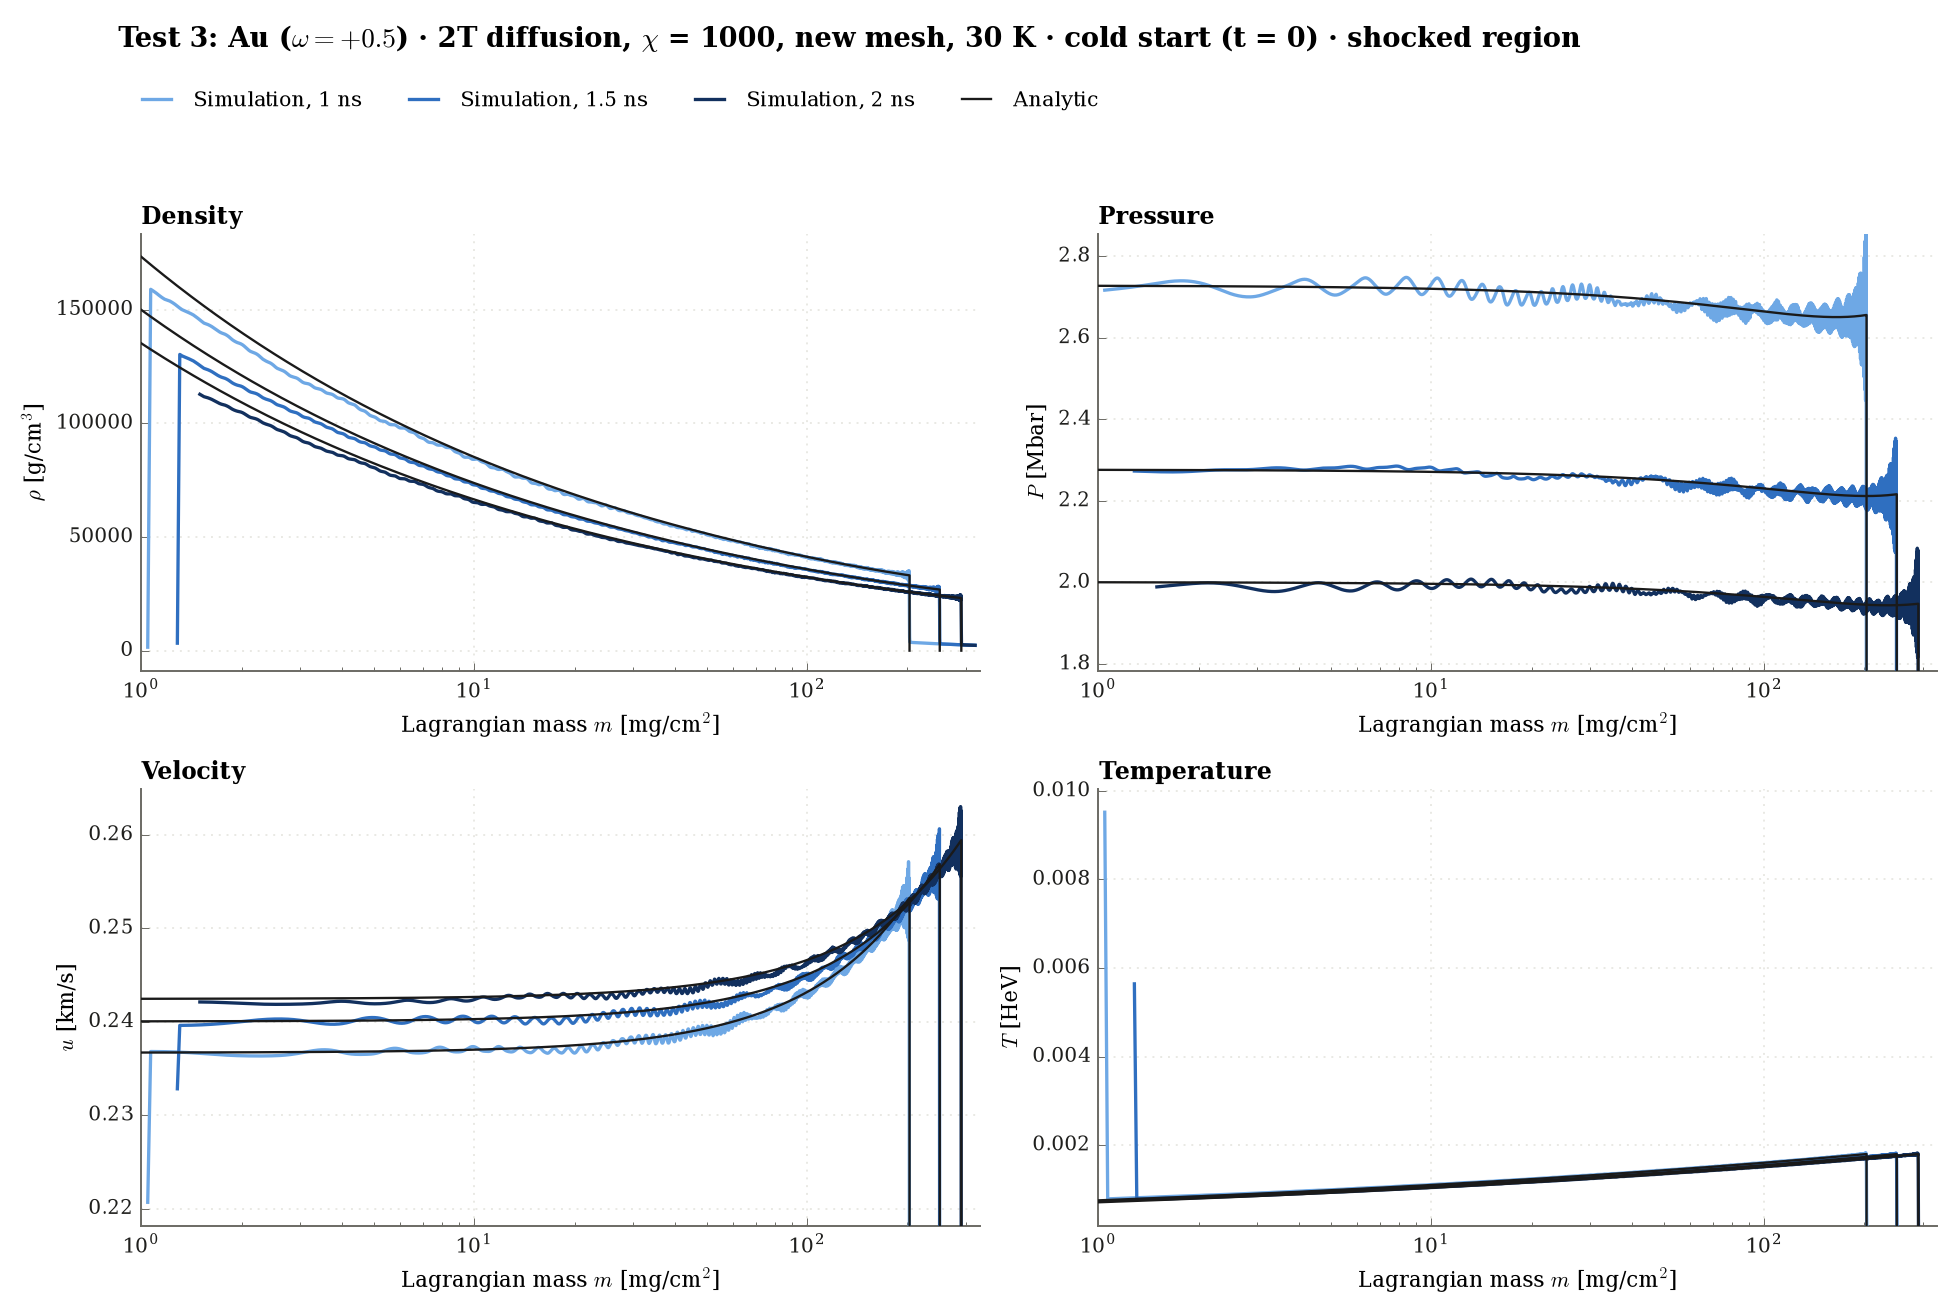 Test 3: Au (ω = +0.5) · 2T diffusion, χ = 1000, new mesh, 30 K · cold start (t = 0) · shocked region
Simulation, 1 ns Simulation, 1.5 ns Simulation, 2 ns Analytic
Density
150000
100000
50000
0
ρ [g/cm³]
10⁰ 10¹ 10²
Lagrangian mass m [mg/cm²]
Pressure
2.8
2.6
2.4
2.2
2.0
1.8
P [Mbar]
10⁰ 10¹ 10²
Lagrangian mass m [mg/cm²]
Velocity
0.26
0.25
0.24
0.23
0.22
u [km/s]
10⁰ 10¹ 10²
Lagrangian mass m [mg/cm²]
Temperature
0.010
0.008
0.006
0.004
0.002
T [HeV]
10⁰ 10¹ 10²
Lagrangian mass m [mg/cm²]